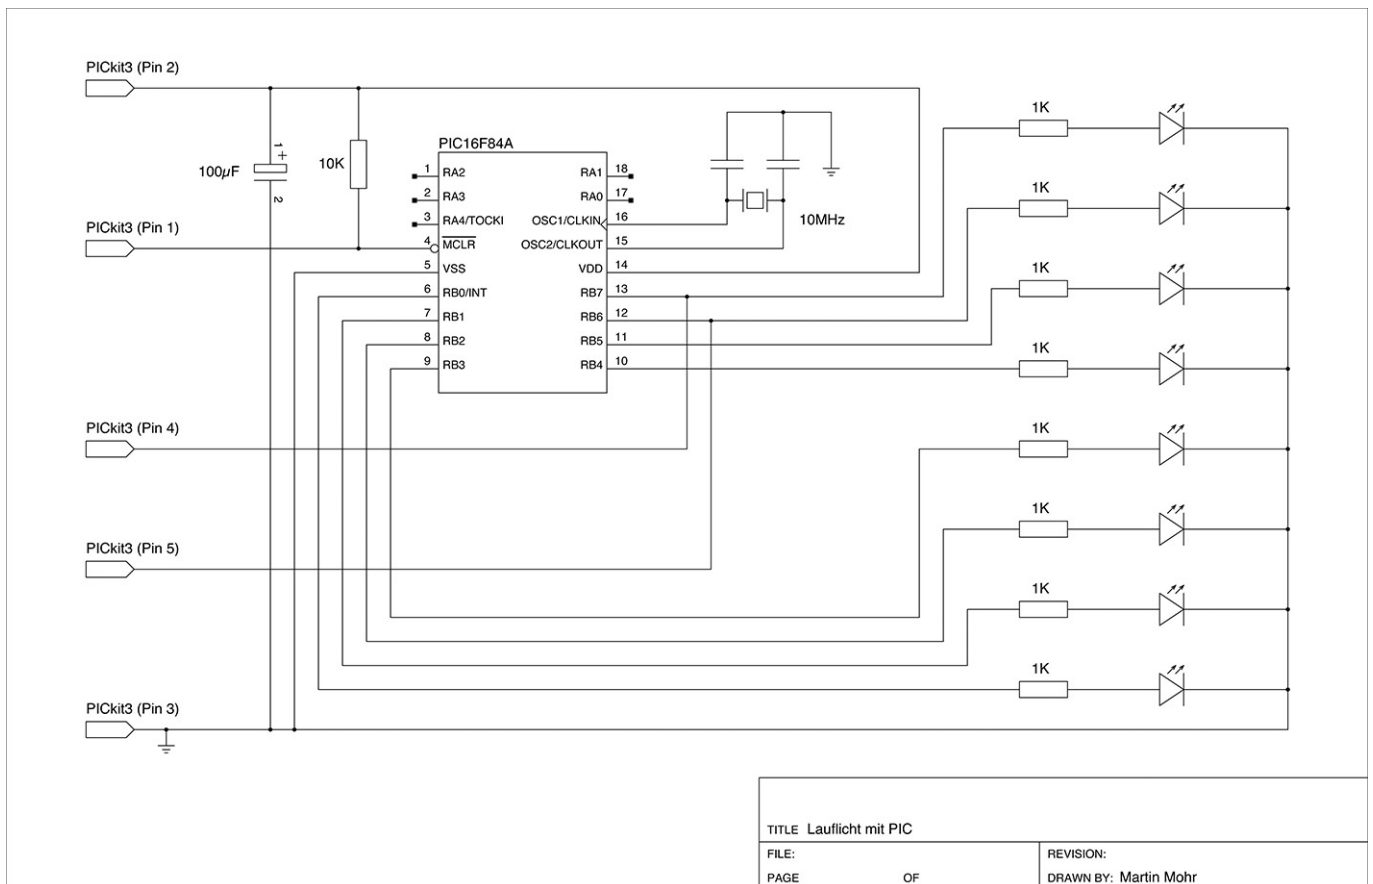 PICkit3 (Pin 2)
1K
PIC16F84A
1 +
100µF
10K
2
1 RA2 RA1 18
2 RA3 RA0 17
3 RA4/TOCKI OSC1/CLKIN 16
10MHz
1K
PICkit3 (Pin 1)
4 MCLR OSC2/CLKOUT 15
5 VSS VDD 14
1K
6 RB0/INT RB7 13
7 RB1 RB6 12
8 RB2 RB5 11
1K
9 RB3 RB4 10
PICkit3 (Pin 4)
1K
1K
PICkit3 (Pin 5)
1K
1K
PICkit3 (Pin 3)
TITLE Lauflicht mit PIC
FILE: REVISION:
PAGE OF DRAWN BY: Martin Mohr